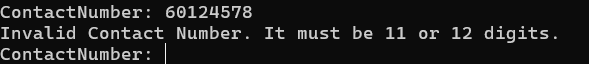 ContactNumber: 60124578
Invalid Contact Number. It must be 11 or 12 digits.
ContactNumber: